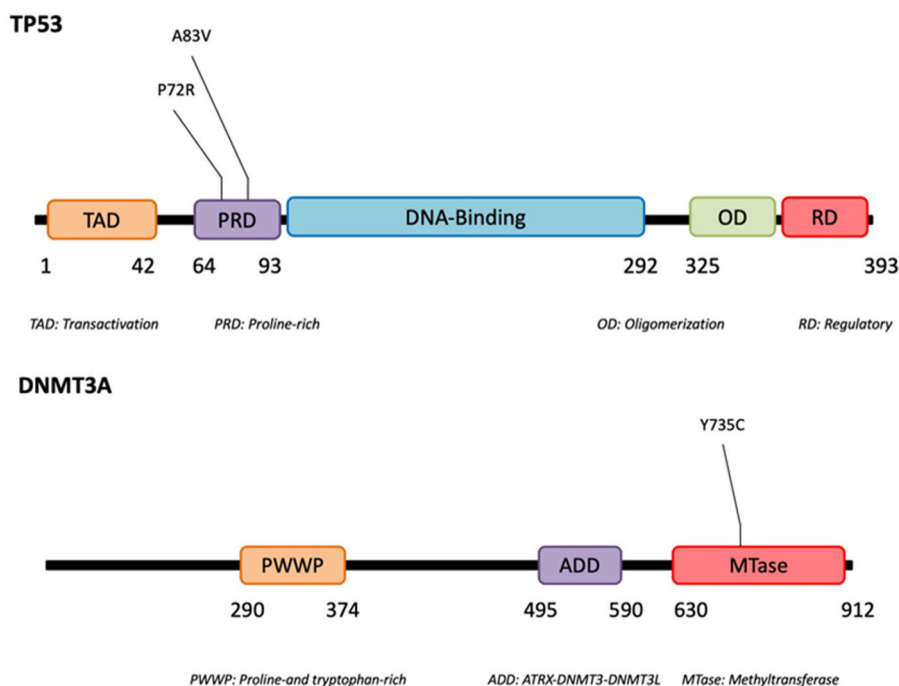 TP53
A83V
P72R
TAD PRD DNA-Binding OD RD
1 42 64 93 292 325 393
TAD: Transactivation PRD: Proline-rich OD: Oligomerization RD: Regulatory
DNMT3A
Y735C
PWWP ADD MTase
290 374 495 590 630 912
PWWP: Proline-and tryptophan-rich ADD: ATRX-DNMT3-DNMT3L MTase: Methyltransferase